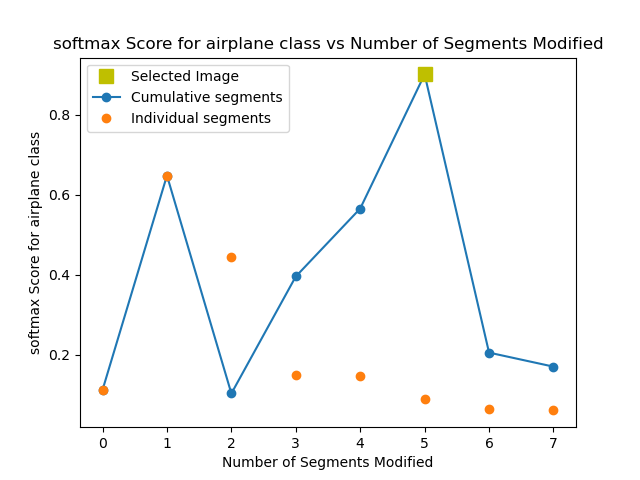 softmax Score for airplane class vs Number of Segments Modified
Selected Image
Cumulative segments
Individual segments
softmax Score for airplane class
0.8
0.6
0.4
0.2
0 1 2 3 4 5 6 7
Number of Segments Modified